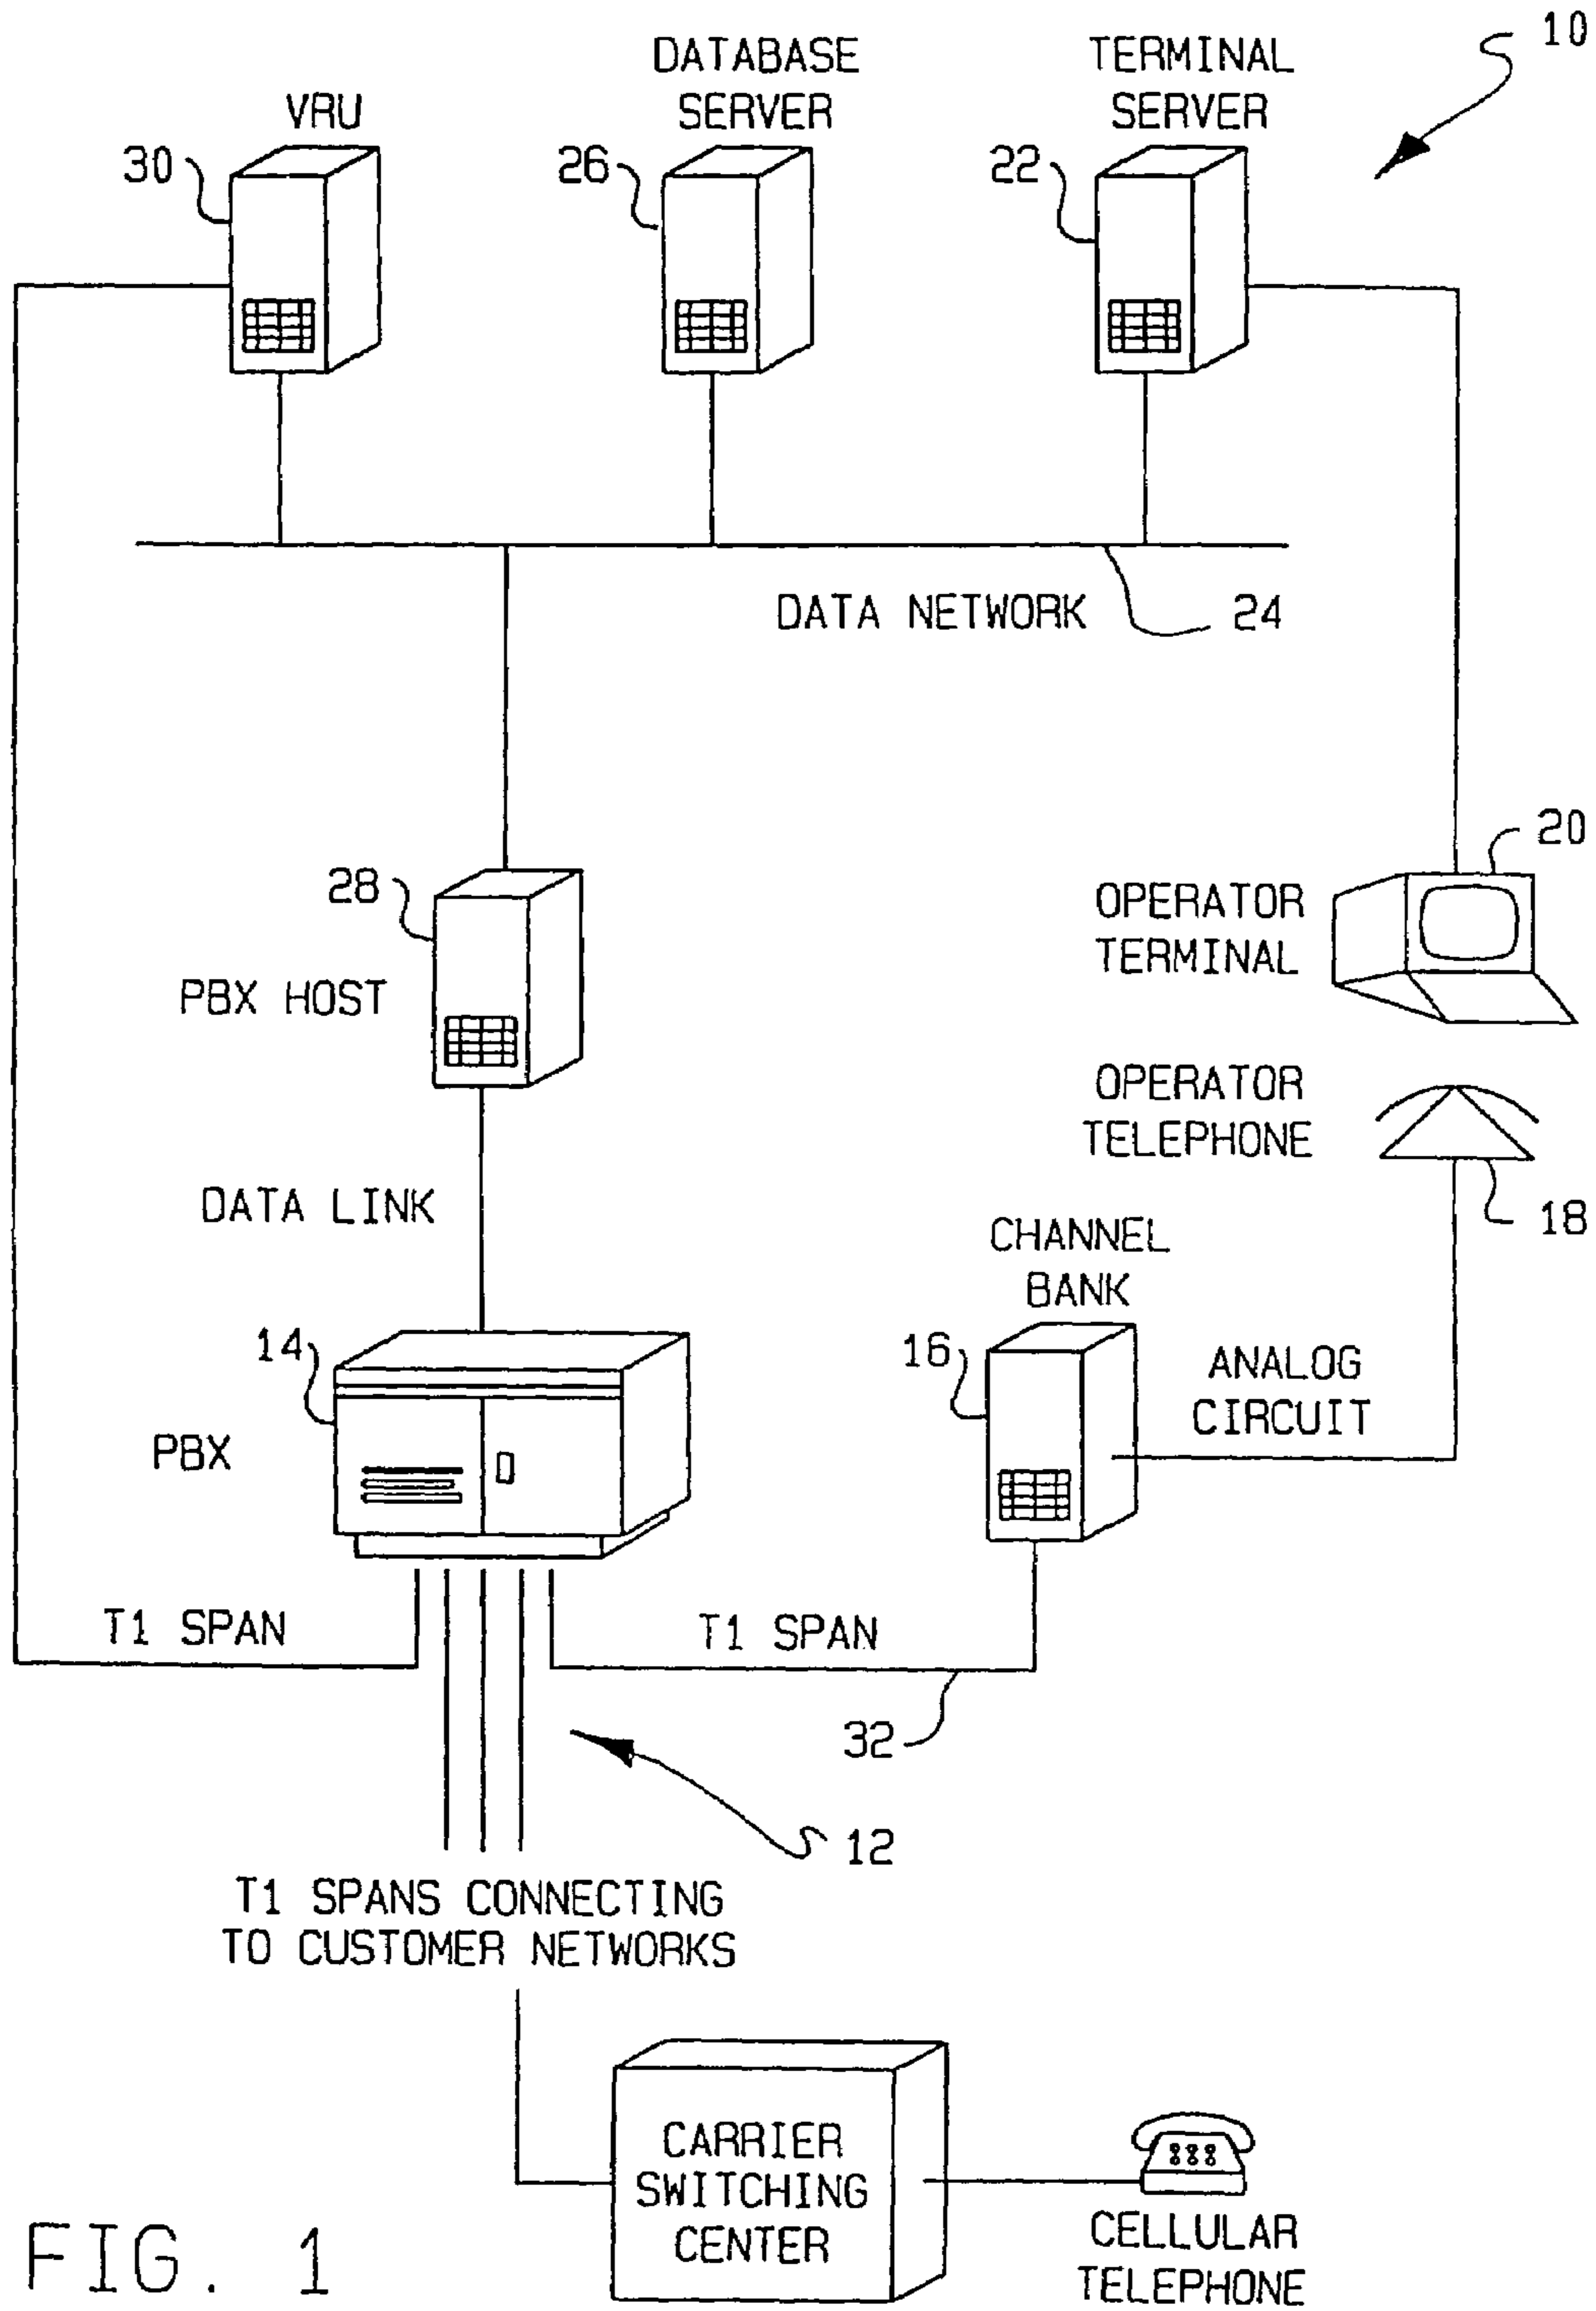 10
DATABASE
SERVER
TERMINAL
SERVER
VRU
30
26
22
DATA NETWORK
24
20
28
OPERATOR
TERMINAL
PBX HOST
OPERATOR
TELEPHONE
18
DATA LINK
CHANNEL
BANK
14
16
ANALOG
CIRCUIT
PBX
T1 SPAN
T1 SPAN
32
12
T1 SPANS CONNECTING
TO CUSTOMER NETWORKS
CARRIER
SWITCHING
CENTER
CELLULAR
TELEPHONE
FIG. 1